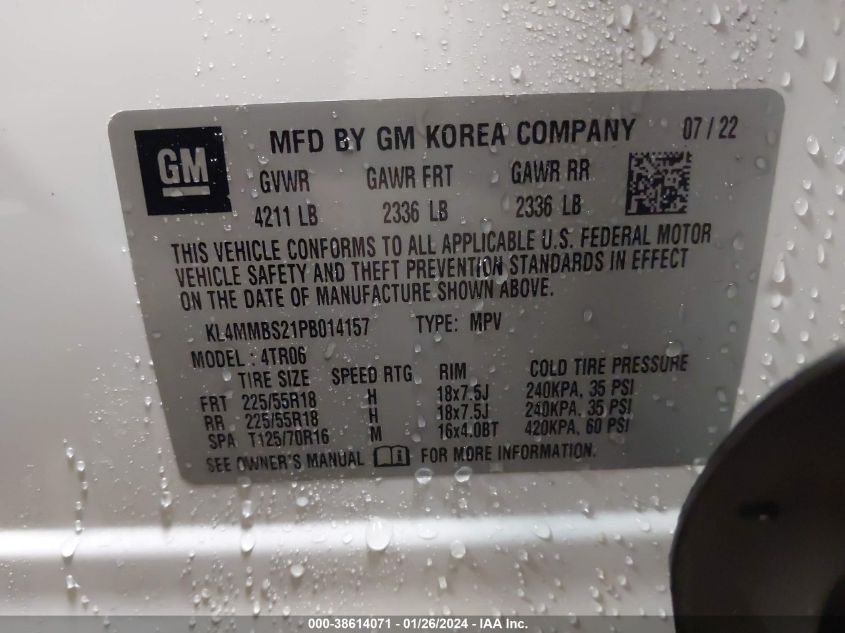 GM
MFD BY GM KOREA COMPANY 07/22
GVWR GAWR FRT GAWR RR
4211 LB 2336 LB 2336 LB
THIS VEHICLE CONFORMS TO ALL APPLICABLE U.S. FEDERAL MOTOR
VEHICLE SAFETY AND THEFT PREVENTION STANDARDS IN EFFECT
ON THE DATE OF MANUFACTURE SHOWN ABOVE.
KL4MMBS21PB014157 TYPE: MPV
MODEL: 4TR06
TIRE SIZE SPEED RTG RIM COLD TIRE PRESSURE
FRT 225/55R18 H 18x7.5J 240KPA, 35 PSI
RR 225/55R18 H 18x7.5J 240KPA, 35 PSI
SPA T125/70R16 M 16x4.0BT 420KPA, 60 PSI
SEE OWNER'S MANUAL FOR MORE INFORMATION.
000-38614071 - 01/26/2024 - IAA Inc.